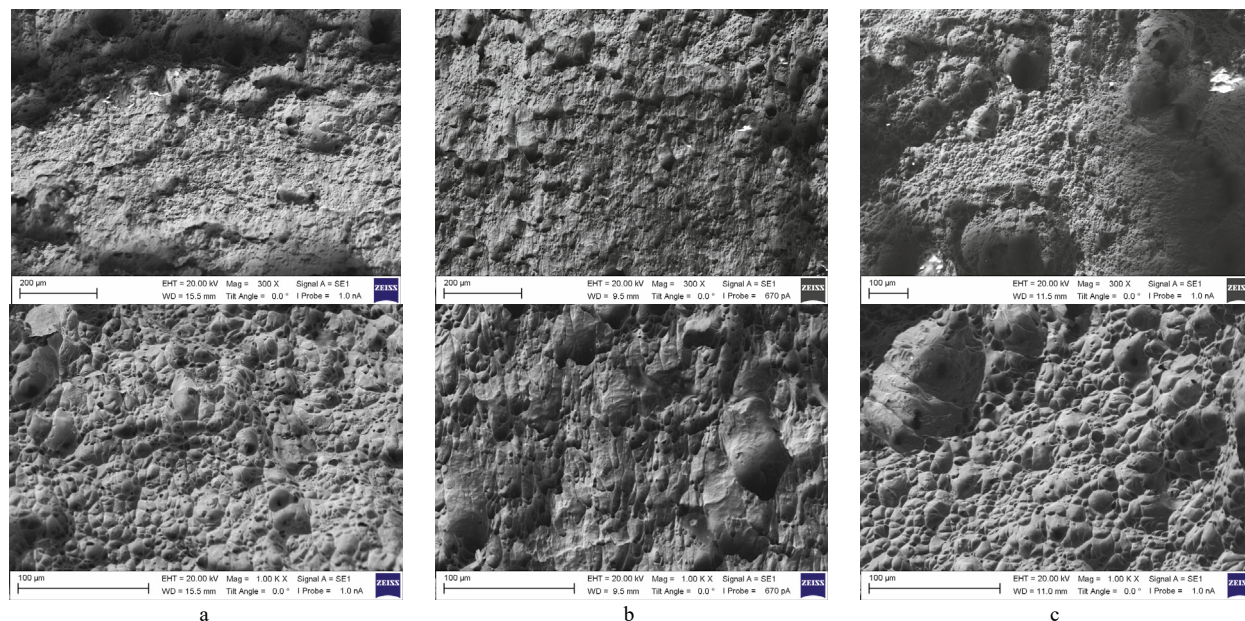 200 µm EHT = 20.00 kV Mag = 300 X Signal A = SE1 ZEISS
WD = 15.5 mm Tilt Angle = 0.0 ° I Probe = 1.0 nA
200 µm EHT = 20.00 kV Mag = 300 X Signal A = SE1 ZEISS
WD = 9.5 mm Tilt Angle = 0.0 ° I Probe = 670 pA
100 µm EHT = 20.00 kV Mag = 300 X Signal A = SE1 ZEISS
WD = 11.5 mm Tilt Angle = 0.0 ° I Probe = 1.0 nA
100 µm EHT = 20.00 kV Mag = 1.00 K X Signal A = SE1 ZEISS
WD = 15.5 mm Tilt Angle = 0.0 ° I Probe = 1.0 nA
100 µm EHT = 20.00 kV Mag = 1.00 K X Signal A = SE1 ZEISS
WD = 9.5 mm Tilt Angle = 0.0 ° I Probe = 670 pA
100 µm EHT = 20.00 kV Mag = 1.00 K X Signal A = SE1 ZEISS
WD = 11.0 mm Tilt Angle = 0.0 ° I Probe = 1.0 nA
a b c